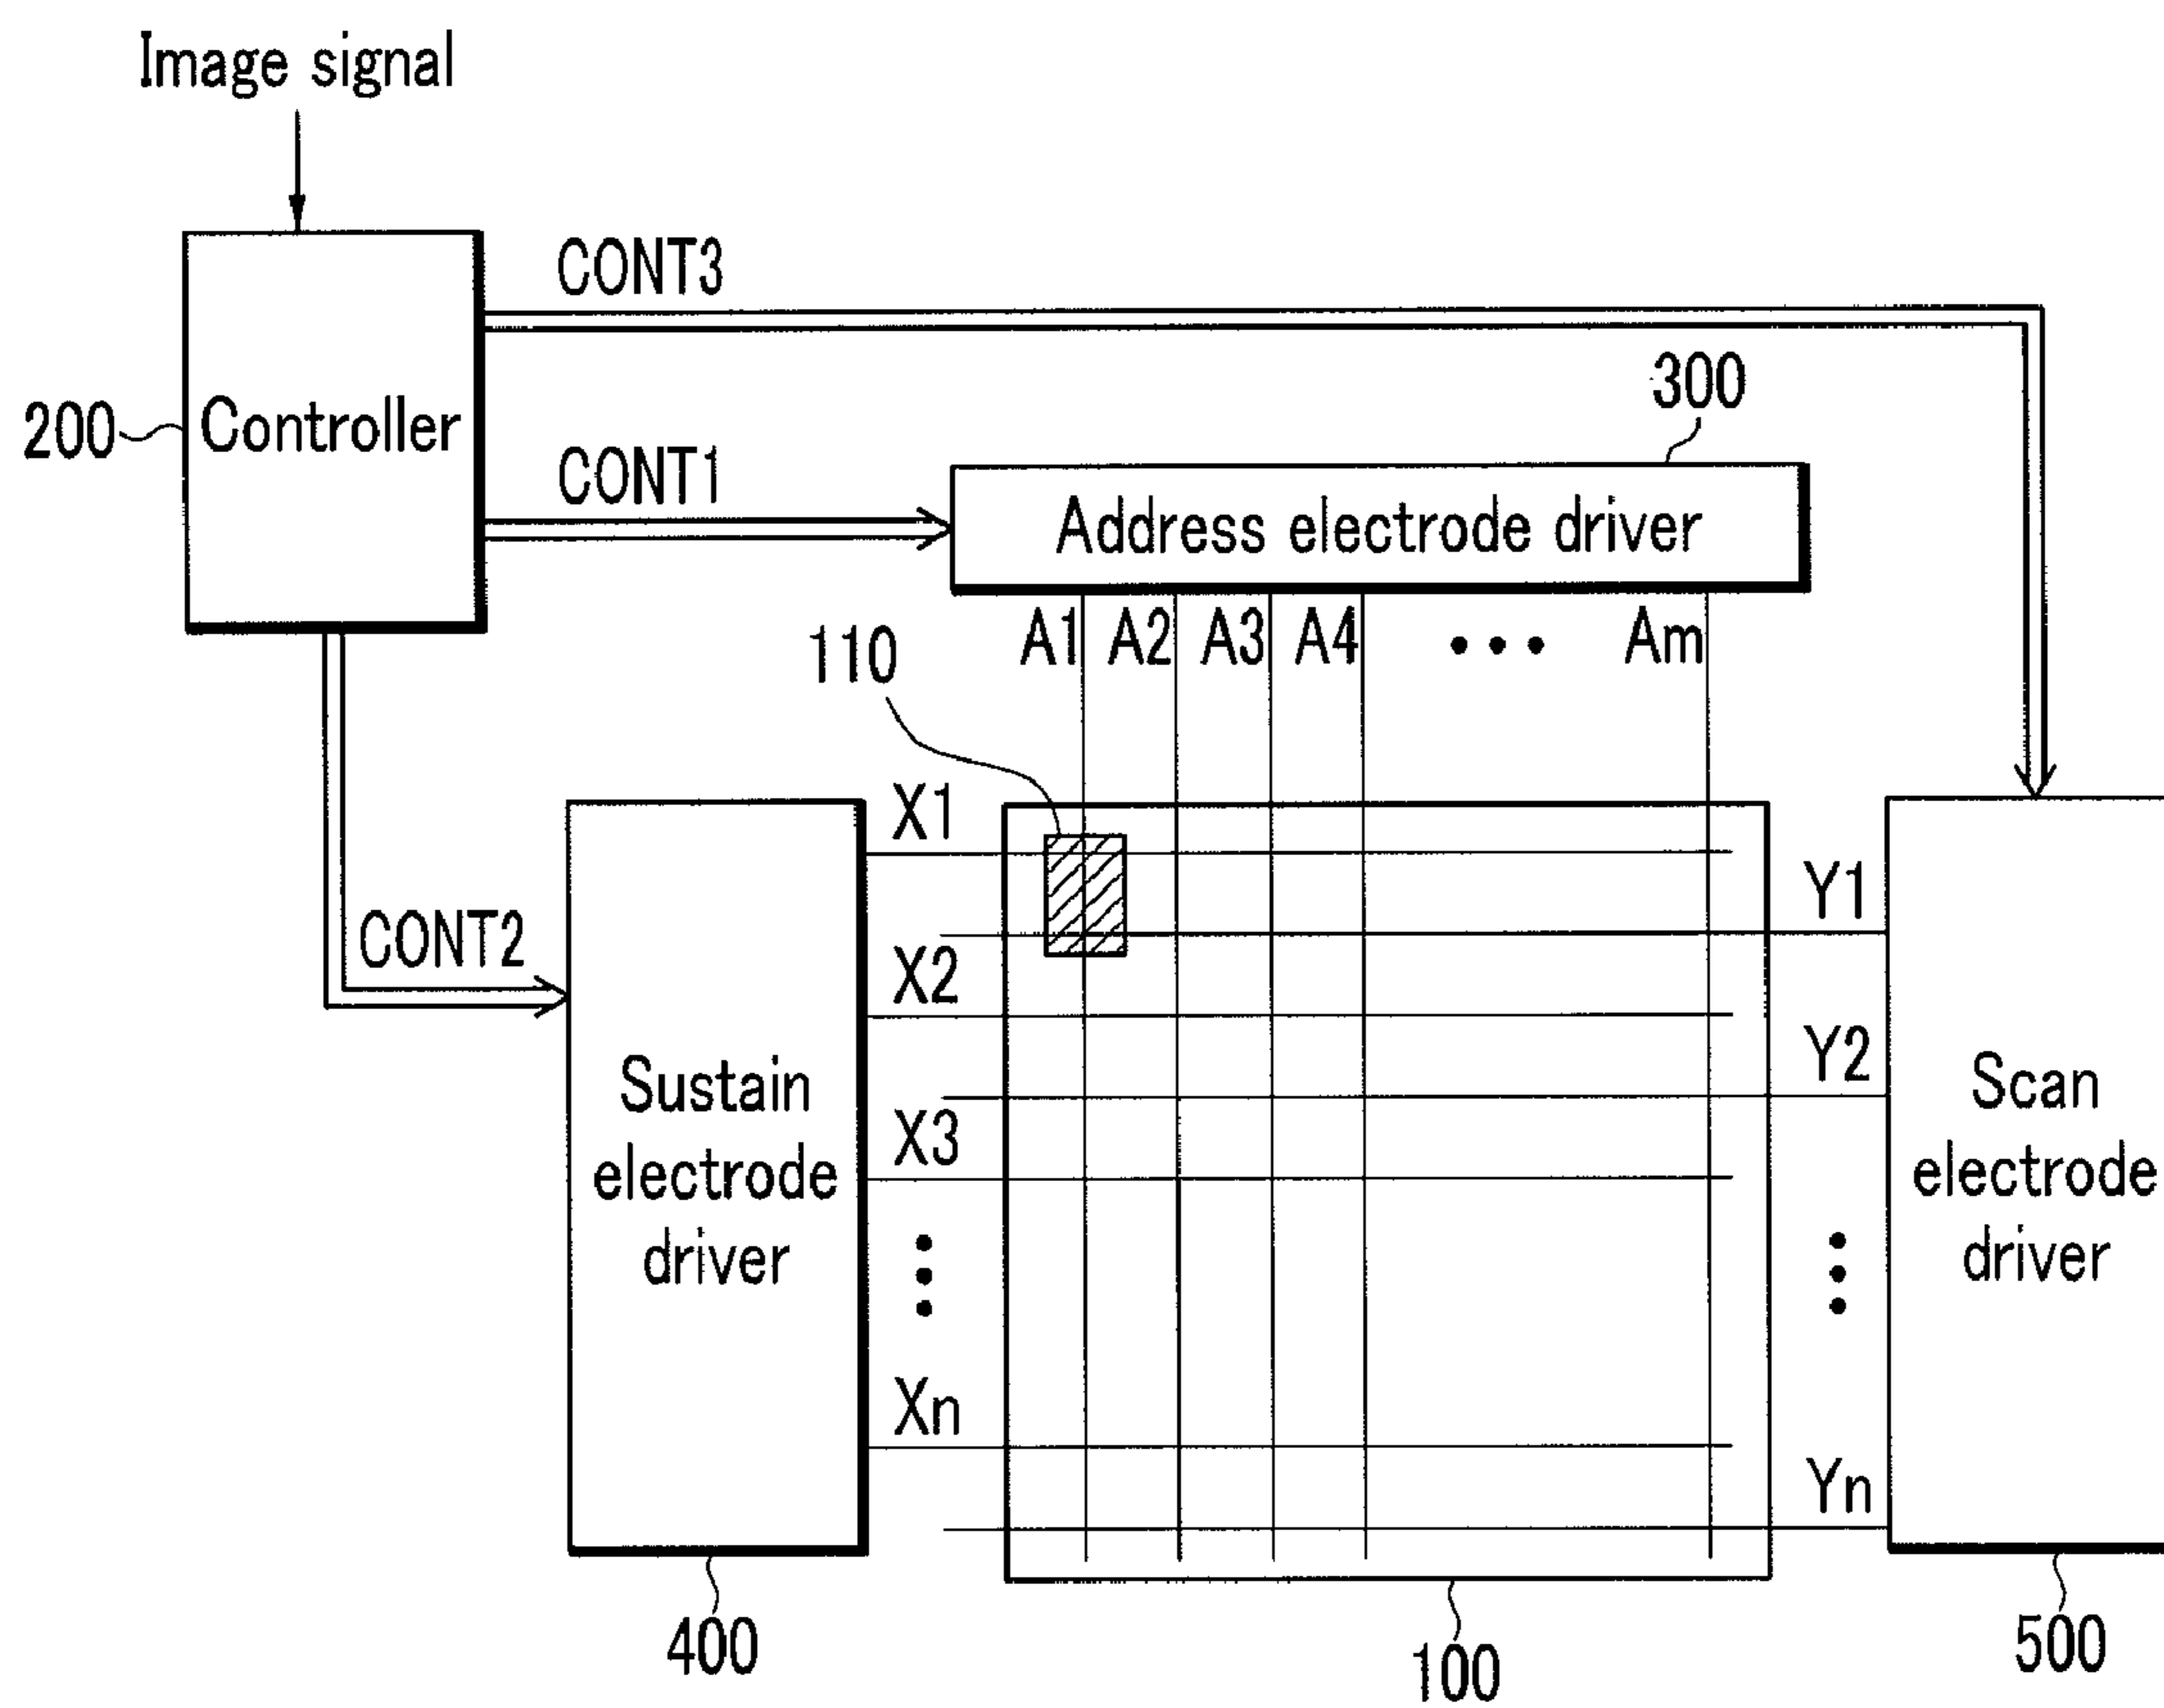 Image signal
CONT3
200
Controller
300
CONT1
Address electrode driver
110
A1 A2 A3 A4 ••• Am
X1
Y1
CONT2
X2
Y2
Sustain
electrode
driver
X3
Scan
electrode
driver
Xn
Yn
400
100
500